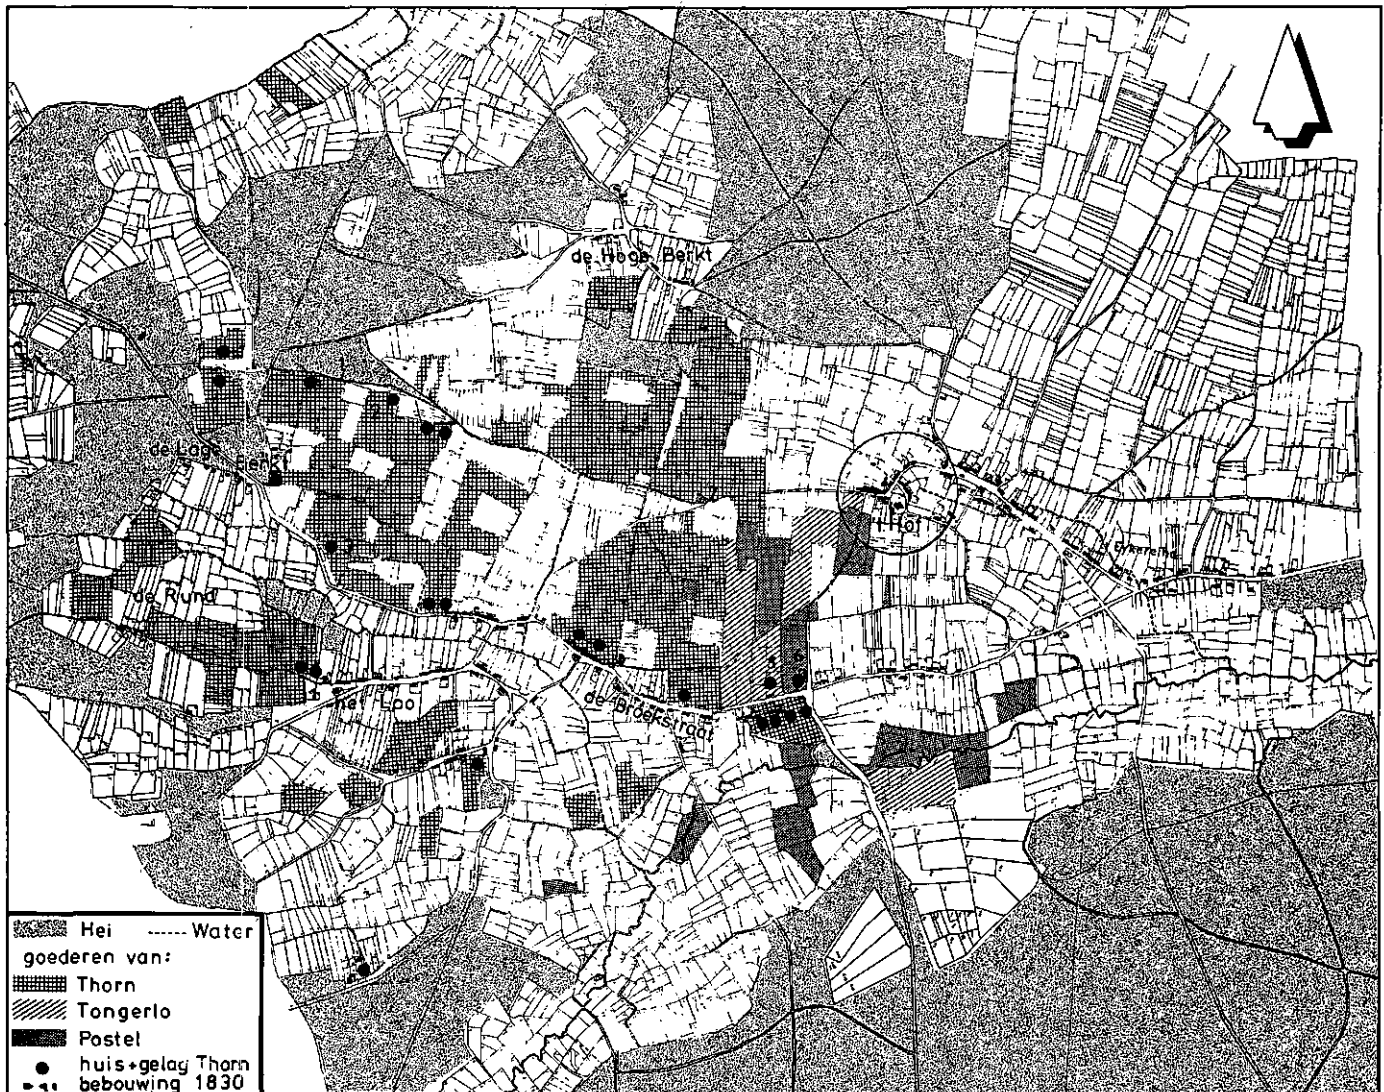 de Hoge Berkt
de Lage Berkt
't Hof
Eykereind
de Rund
het Loo
de Broekstraat
Hei ------ Water
goederen van:
Thorn
Tongerlo
Postel
huis+gelag Thorn
bebouwing 1830